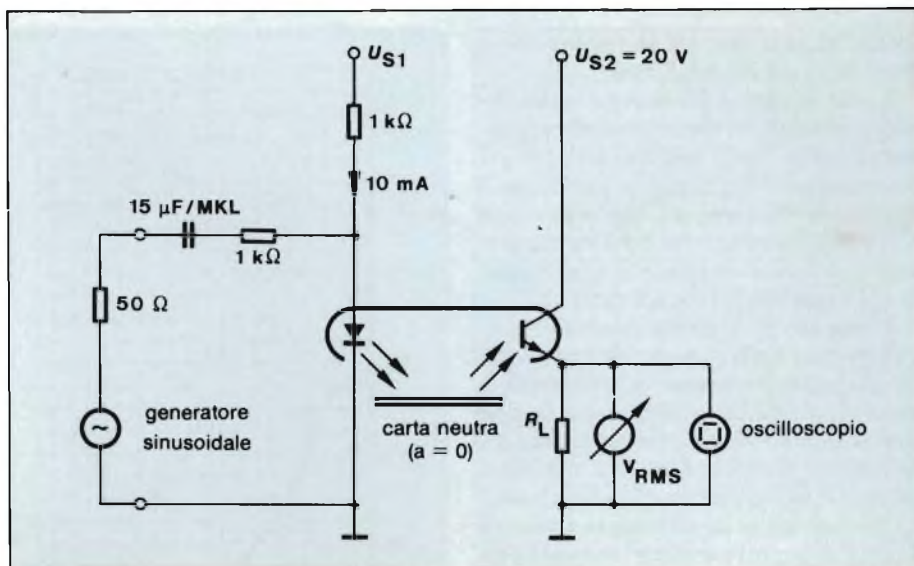 U_S1
U_S2 = 20 V
1 kΩ
10 mA
15 µF/MKL
1 kΩ
50 Ω
generatore
sinusoidale
~
carta neutra
(a = 0)
R_L
V_RMS
oscilloscopio